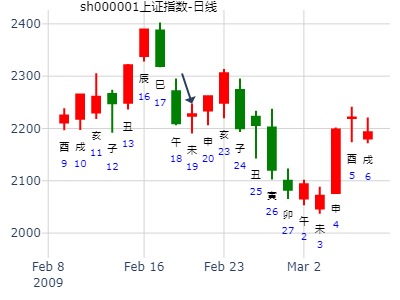 sh000001上证指数-日线
2400
2300
2200
2100
2000
酉
9
戌
10
亥
11
子
12
丑
13
辰
16
巳
17
午
18
未
19
申
20
亥
23
子
24
丑
25
寅
26
卯
27
午
2
未
3
申
4
酉
5
戌
6
Feb 8
2009
Feb 16
Feb 23
Mar 2